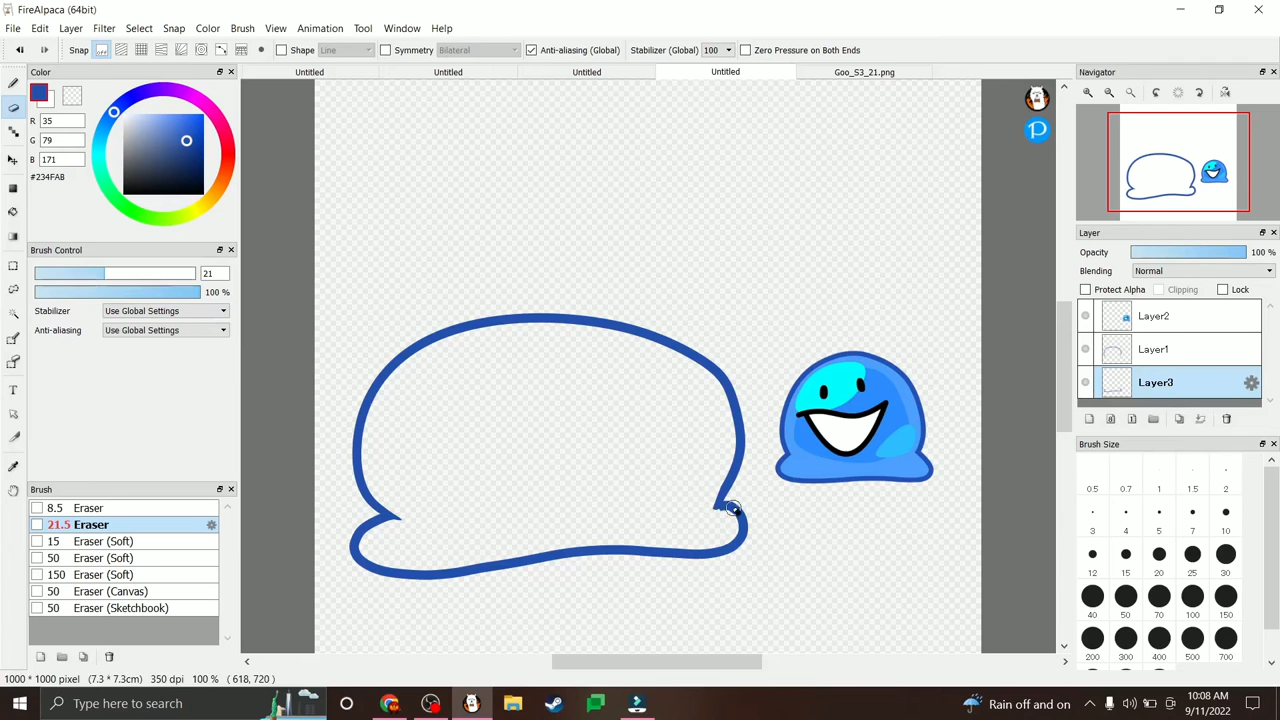 FireAlpaca (64bit)
File Edit Layer Filter Select Snap Color Brush View Animation Tool Window Help
Snap Shape Line Symmetry Bilateral Anti-aliasing (Global) Stabilizer (Global) 100 Zero Pressure on Both Ends
Color
R 35
G 79
B 171
#234FAB
Brush Control
21
100 %
Stabilizer Use Global Settings
Anti-aliasing Use Global Settings
Brush
8.5 Eraser
21.5 Eraser
15 Eraser (Soft)
50 Eraser (Soft)
150 Eraser (Soft)
50 Eraser (Canvas)
50 Eraser (Sketchbook)
Untitled Untitled Untitled Untitled Goo_S3_21.png
Navigator
Layer
Opacity 100 %
Blending Normal
Protect Alpha Clipping Lock
Layer2
Layer1
Layer3
Brush Size
0.5 0.7 1 1.5 2
3 4 5 7 10
12 15 20 25 30
40 50 70 100 150
200 300 400 500 700
1000 * 1000 pixel (7.3 * 7.3cm) 350 dpi 100 % ( 618, 720 )
Type here to search
Rain off and on
10:08 AM
9/11/2022